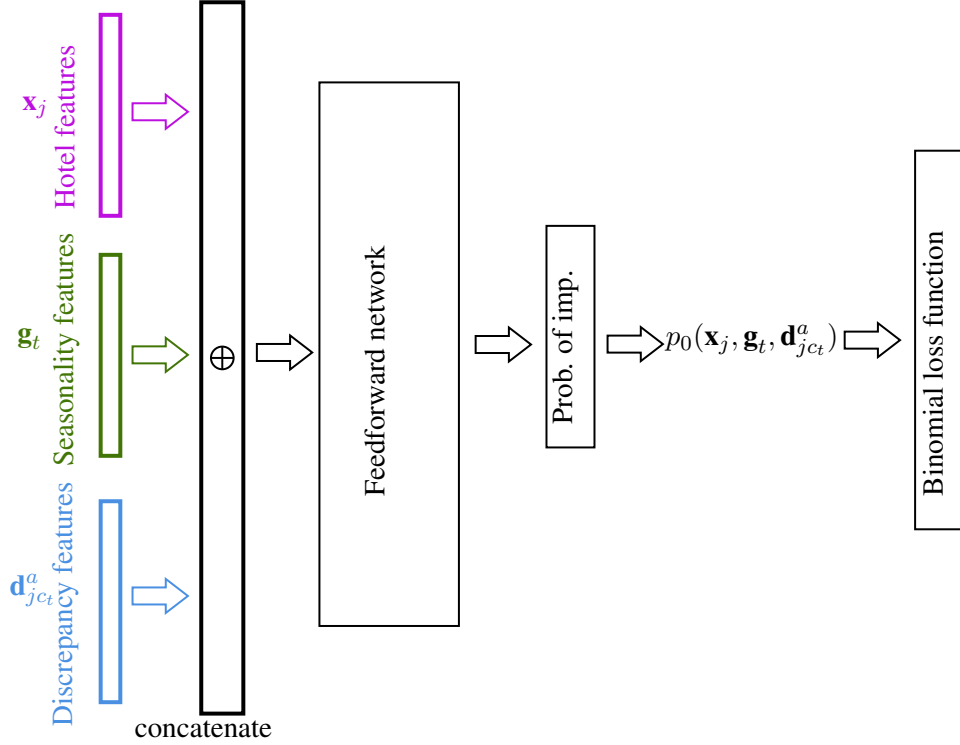 x_j
Hotel features
g_t
Seasonality features
d^a_{jc_t}
Discrepancy features
⊕
concatenate
Feedforward network
Prob. of imp.
p_0(x_j, g_t, d^a_{jc_t})
Binomial loss function